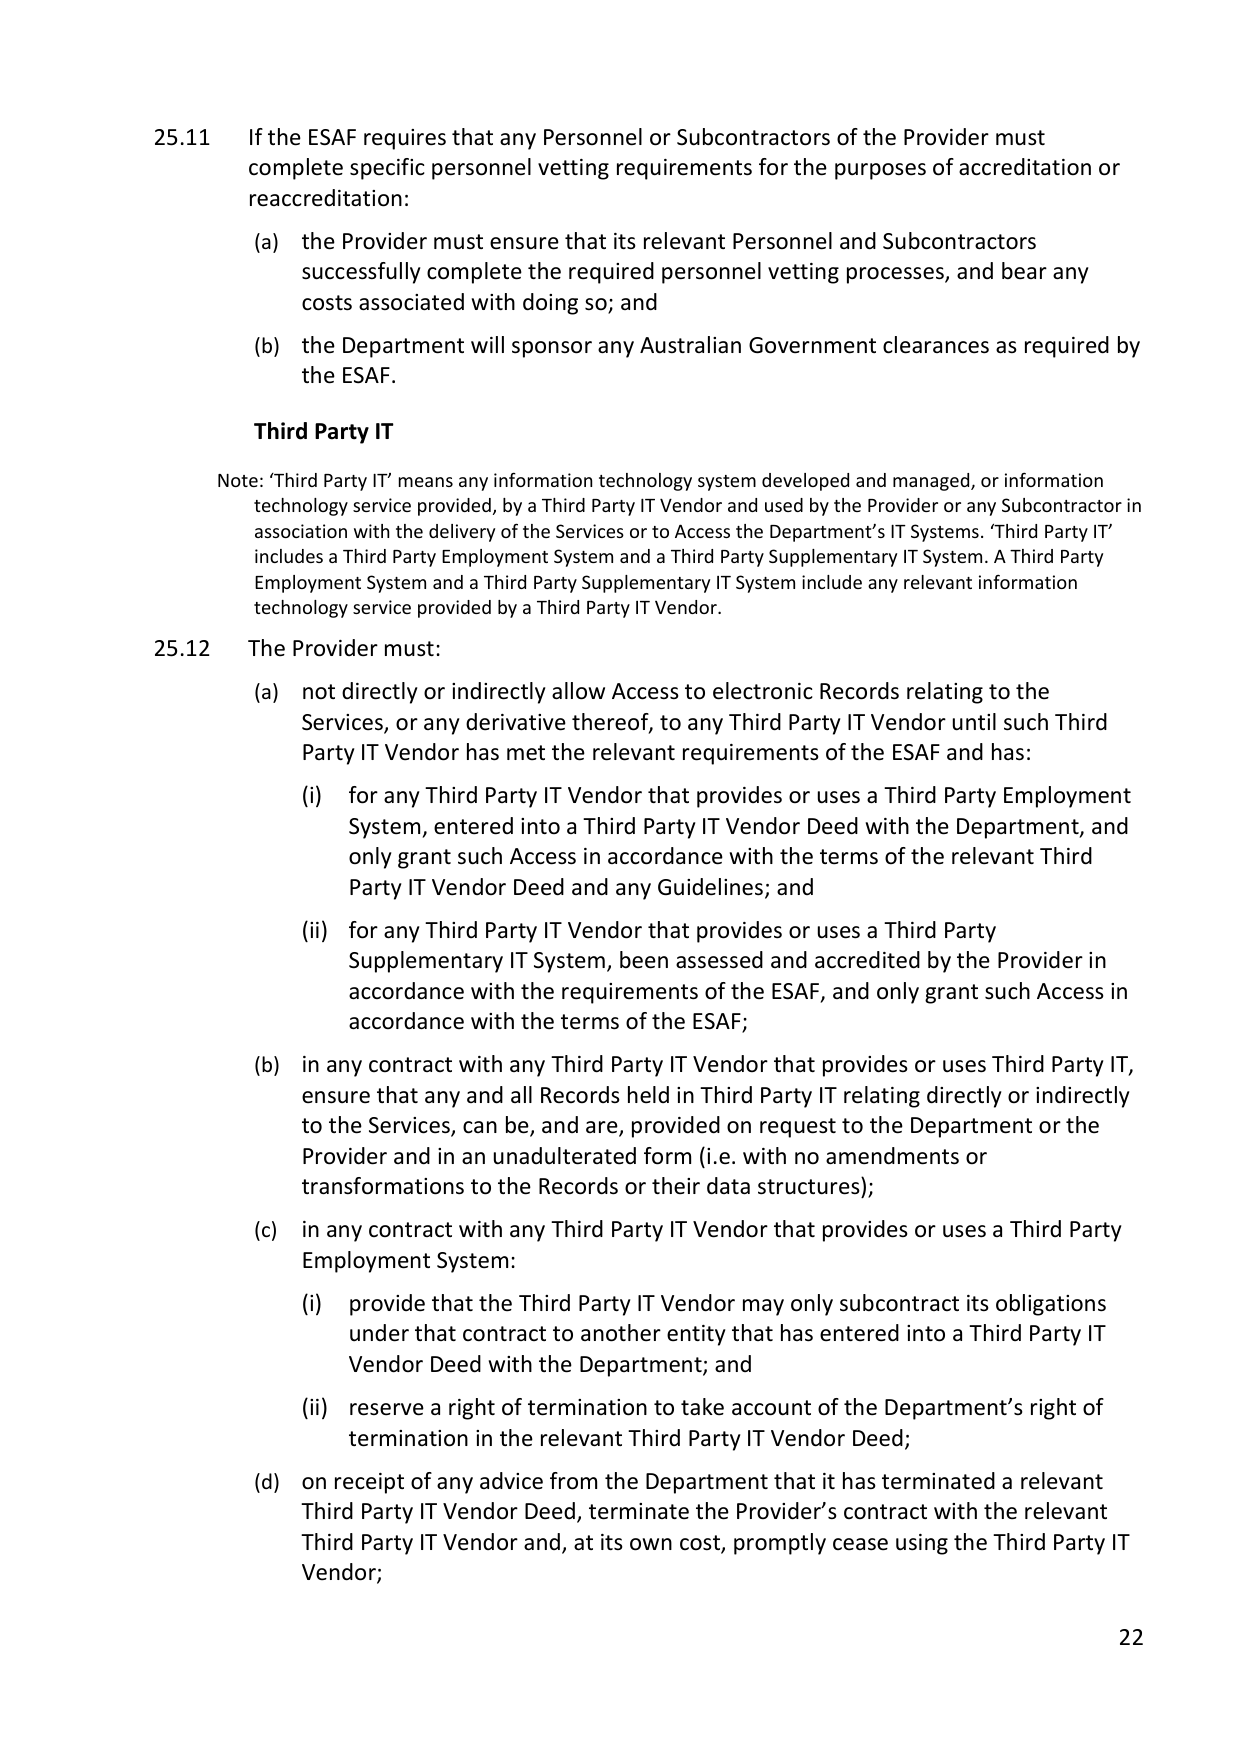 25.11 If the ESAF requires that any Personnel or Subcontractors of the Provider must
complete specific personnel vetting requirements for the purposes of accreditation or
reaccreditation:
(a) the Provider must ensure that its relevant Personnel and Subcontractors
successfully complete the required personnel vetting processes, and bear any
costs associated with doing so; and
(b) the Department will sponsor any Australian Government clearances as required by
the ESAF.
Third Party IT
Note: ‘Third Party IT’ means any information technology system developed and managed, or information
technology service provided, by a Third Party IT Vendor and used by the Provider or any Subcontractor in
association with the delivery of the Services or to Access the Department’s IT Systems. ‘Third Party IT’
includes a Third Party Employment System and a Third Party Supplementary IT System. A Third Party
Employment System and a Third Party Supplementary IT System include any relevant information
technology service provided by a Third Party IT Vendor.
25.12 The Provider must:
(a) not directly or indirectly allow Access to electronic Records relating to the
Services, or any derivative thereof, to any Third Party IT Vendor until such Third
Party IT Vendor has met the relevant requirements of the ESAF and has:
(i) for any Third Party IT Vendor that provides or uses a Third Party Employment
System, entered into a Third Party IT Vendor Deed with the Department, and
only grant such Access in accordance with the terms of the relevant Third
Party IT Vendor Deed and any Guidelines; and
(ii) for any Third Party IT Vendor that provides or uses a Third Party
Supplementary IT System, been assessed and accredited by the Provider in
accordance with the requirements of the ESAF, and only grant such Access in
accordance with the terms of the ESAF;
(b) in any contract with any Third Party IT Vendor that provides or uses Third Party IT,
ensure that any and all Records held in Third Party IT relating directly or indirectly
to the Services, can be, and are, provided on request to the Department or the
Provider and in an unadulterated form (i.e. with no amendments or
transformations to the Records or their data structures);
(c) in any contract with any Third Party IT Vendor that provides or uses a Third Party
Employment System:
(i) provide that the Third Party IT Vendor may only subcontract its obligations
under that contract to another entity that has entered into a Third Party IT
Vendor Deed with the Department; and
(ii) reserve a right of termination to take account of the Department’s right of
termination in the relevant Third Party IT Vendor Deed;
(d) on receipt of any advice from the Department that it has terminated a relevant
Third Party IT Vendor Deed, terminate the Provider’s contract with the relevant
Third Party IT Vendor and, at its own cost, promptly cease using the Third Party IT
Vendor;
22